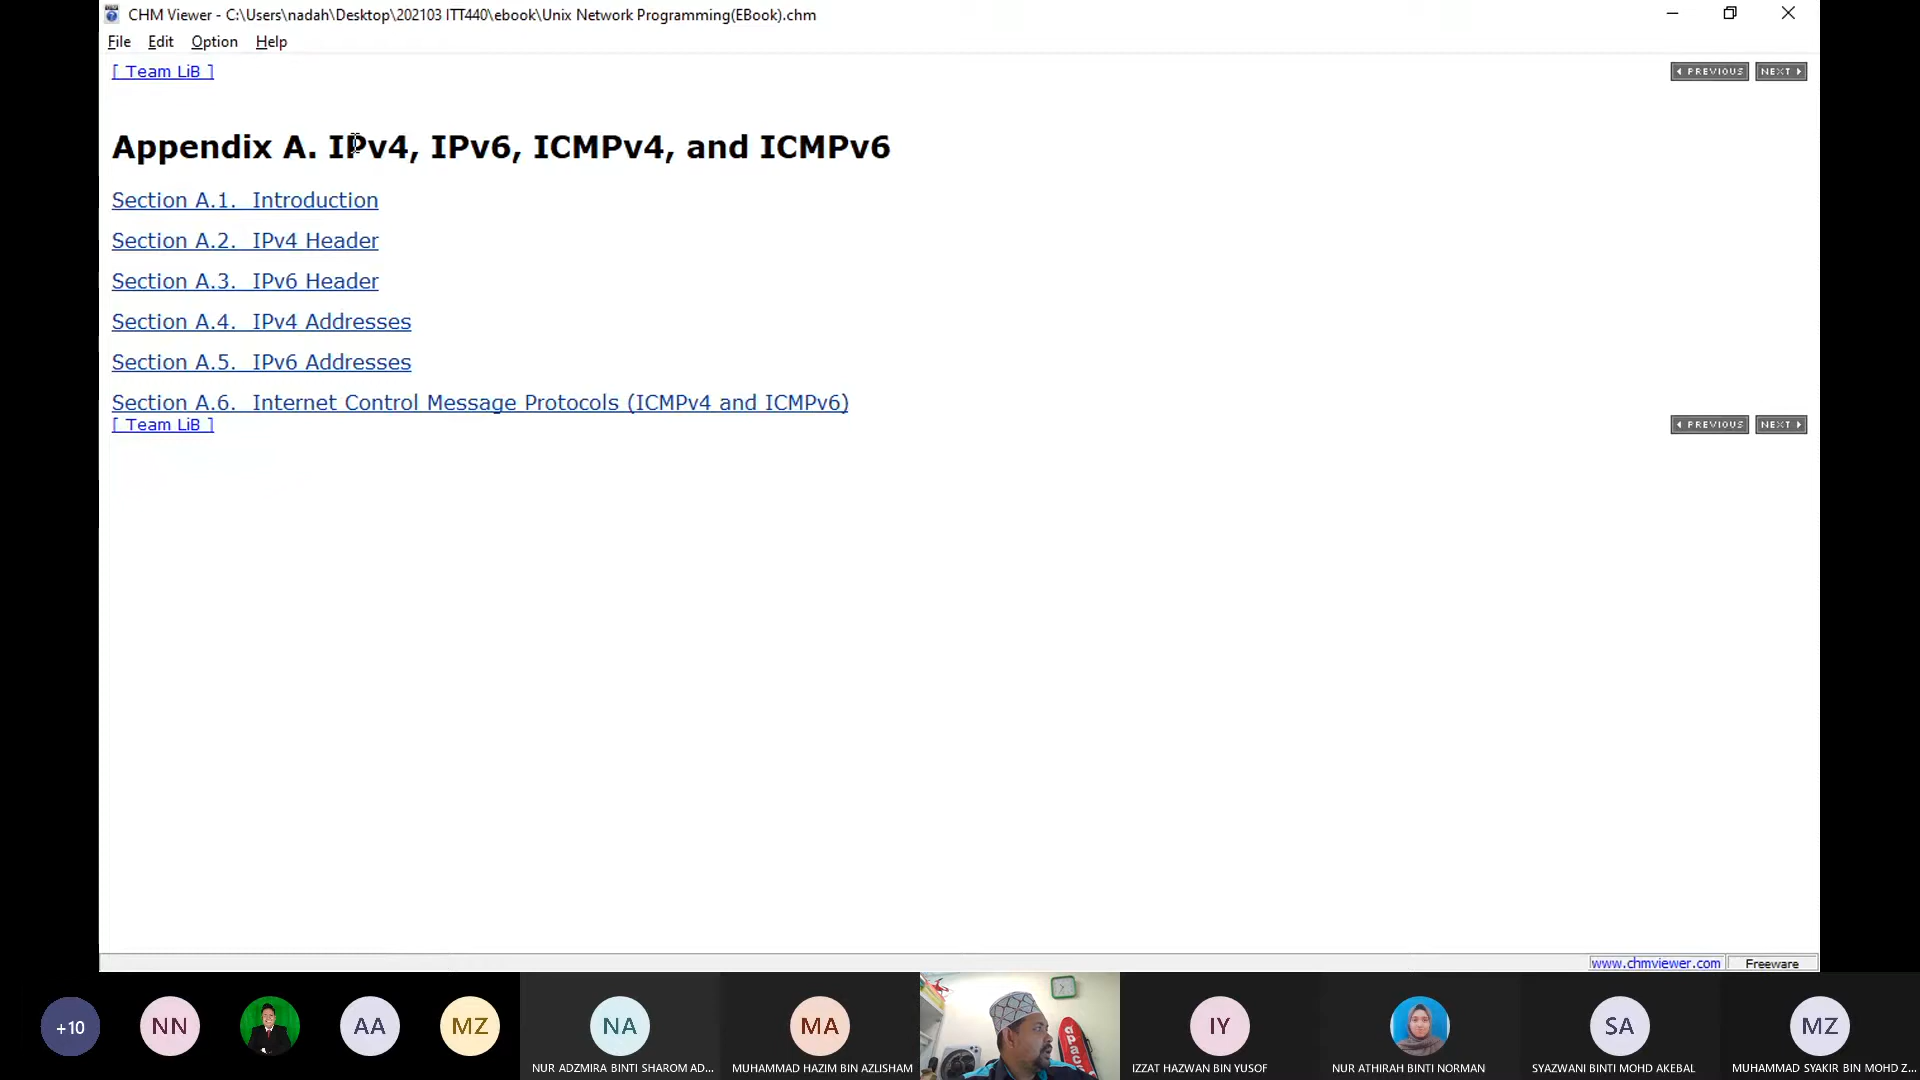 CHM Viewer - C:\Users\nadah\Desktop\202103 ITT440\ebook\Unix Network Programming(EBook).chm
File Edit Option Help
[ Team LiB ]
PREVIOUS NEXT
Appendix A. IPv4, IPv6, ICMPv4, and ICMPv6
Section A.1. Introduction
Section A.2. IPv4 Header
Section A.3. IPv6 Header
Section A.4. IPv4 Addresses
Section A.5. IPv6 Addresses
Section A.6. Internet Control Message Protocols (ICMPv4 and ICMPv6)
[ Team LiB ]
PREVIOUS NEXT
www.chmviewer.com Freeware
+10 NN AA MZ NA MA IY SA MZ
NUR ADZMIRA BINTI SHAROM AD... MUHAMMAD HAZIM BIN AZLISHAM IZZAT HAZWAN BIN YUSOF NUR ATHIRAH BINTI NORMAN SYAZWANI BINTI MOHD AKEBAL MUHAMMAD SYAKIR BIN MOHD Z...